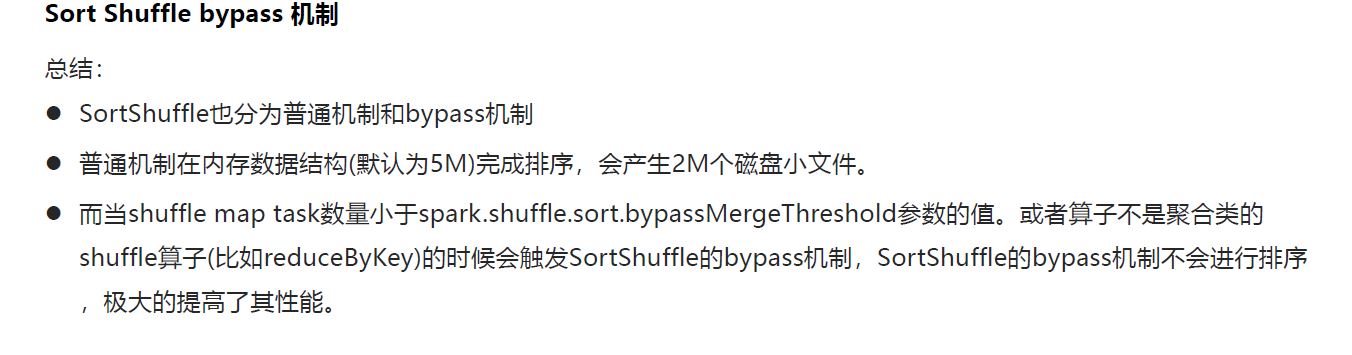 Sort Shuffle bypass 机制
总结：
● SortShuffle也分为普通机制和bypass机制
● 普通机制在内存数据结构(默认为5M)完成排序，会产生2M个磁盘小文件。
● 而当shuffle map task数量小于spark.shuffle.sort.bypassMergeThreshold参数的值。或者算子不是聚合类的
shuffle算子(比如reduceByKey)的时候会触发SortShuffle的bypass机制，SortShuffle的bypass机制不会进行排序
，极大的提高了其性能。